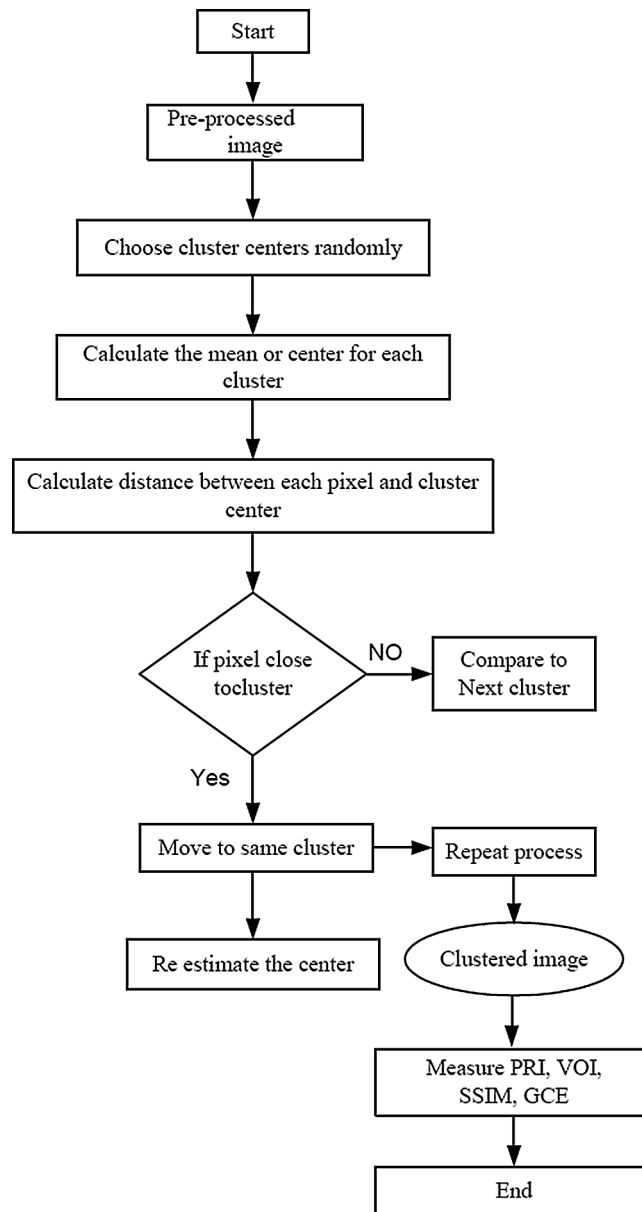 Start
Pre-processed
image
Choose cluster centers randomly
Calculate the mean or center for each
cluster
Calculate distance between each pixel and cluster
center
If pixel close
tocluster
NO
Compare to
Next cluster
Yes
Move to same cluster
Repeat process
Re estimate the center
Clustered image
Measure PRI, VOI,
SSIM, GCE
End